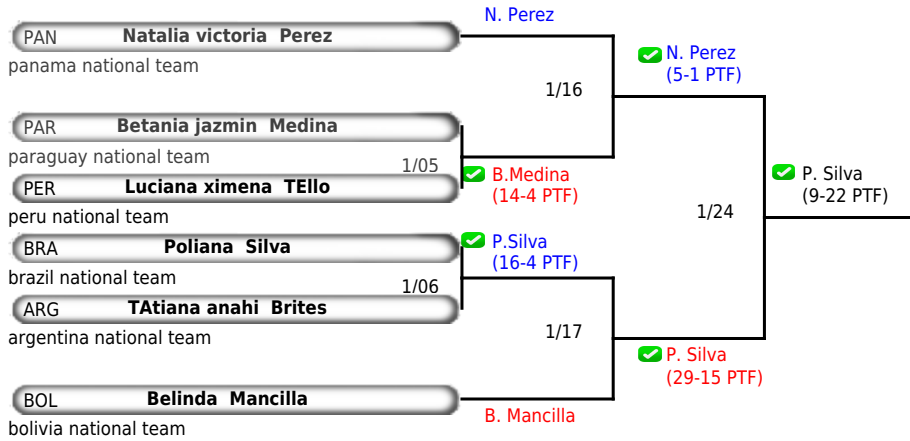 N. Perez
PAN Natalia victoria Perez
panama national team
N. Perez
(5-1 PTF)
1/16
PAR Betania jazmin Medina
paraguay national team
1/05
B.Medina
(14-4 PTF)
PER Luciana ximena TEllo
peru national team
P. Silva
(9-22 PTF)
1/24
BRA Poliana Silva
brazil national team
P.Silva
(16-4 PTF)
1/06
ARG TAtiana anahi Brites
argentina national team
1/17
P. Silva
(29-15 PTF)
BOL Belinda Mancilla
bolivia national team
B. Mancilla